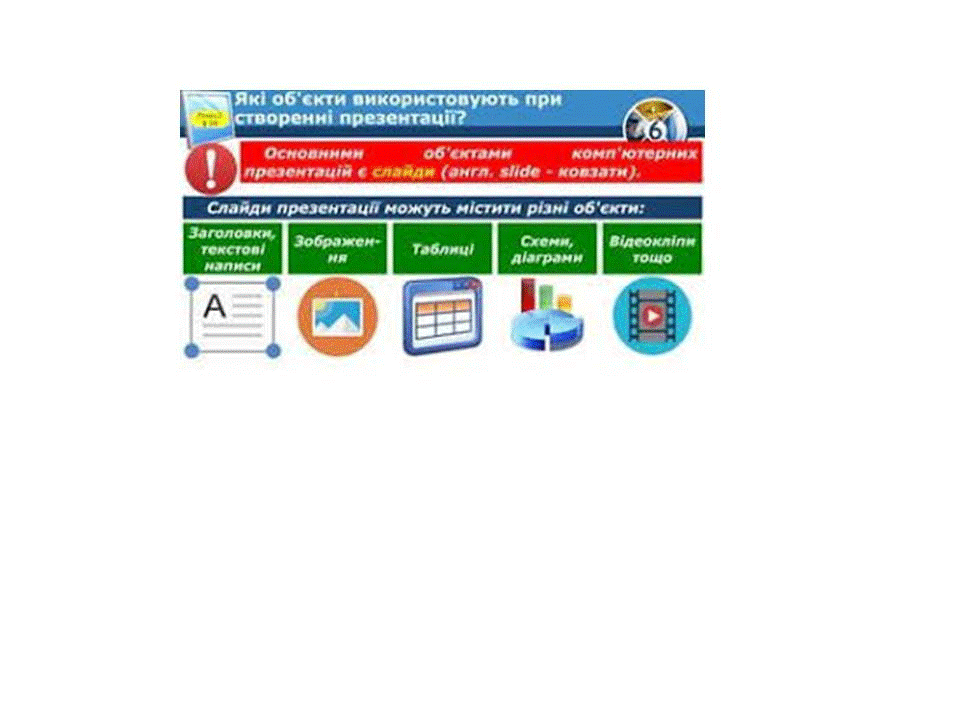 Які об'єкти використовують при
створенні презентації?
6
Основними об'єктами комп'ютерних
презентацій є слайди (англ. slide - ковзати).
Слайди презентації можуть містити різні об'єкти:
Заголовки,
текстові
написи
Зображен-
ня
Таблиці
Схеми,
діаграми
Відеокліпи
тощо
A